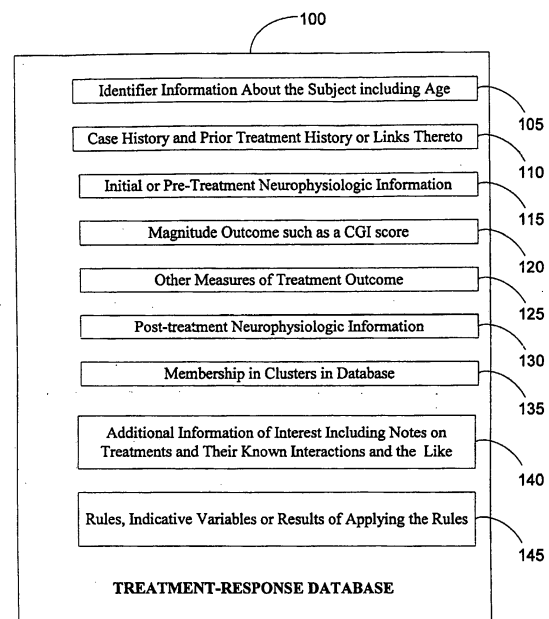 100
Identifier Information About the Subject including Age
105
Case History and Prior Treatment History or Links Thereto
110
Initial or Pre-Treatment Neurophysiologic Information
115
Magnitude Outcome such as a CGI score
120
Other Measures of Treatment Outcome
125
Post-treatment Neurophysiologic Information
130
Membership in Clusters in Database
135
Additional Information of Interest Including Notes on
Treatments and Their Known Interactions and the Like
140
Rules, Indicative Variables or Results of Applying the Rules
145
TREATMENT-RESPONSE DATABASE